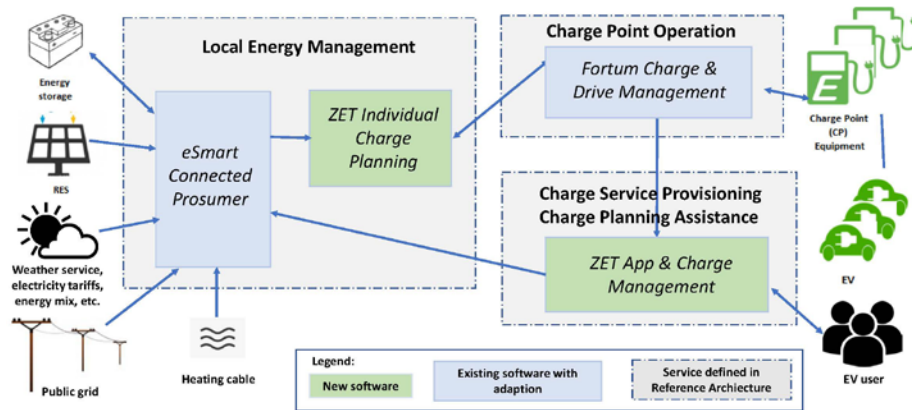 Local Energy Management
Charge Point Operation
Energy
storage
RES
Weather service,
electricity tariffs,
energy mix, etc.
Public grid
eSmart
Connected
Prosumer
ZET Individual
Charge
Planning
Heating cable
Fortum Charge &
Drive Management
Charge Service Provisioning
Charge Planning Assistance
ZET App & Charge
Management
E
Charge Point
(CP)
Equipment
EV
EV user
Legend:
New software
Existing software with
adaption
Service defined in
Reference Archiecture